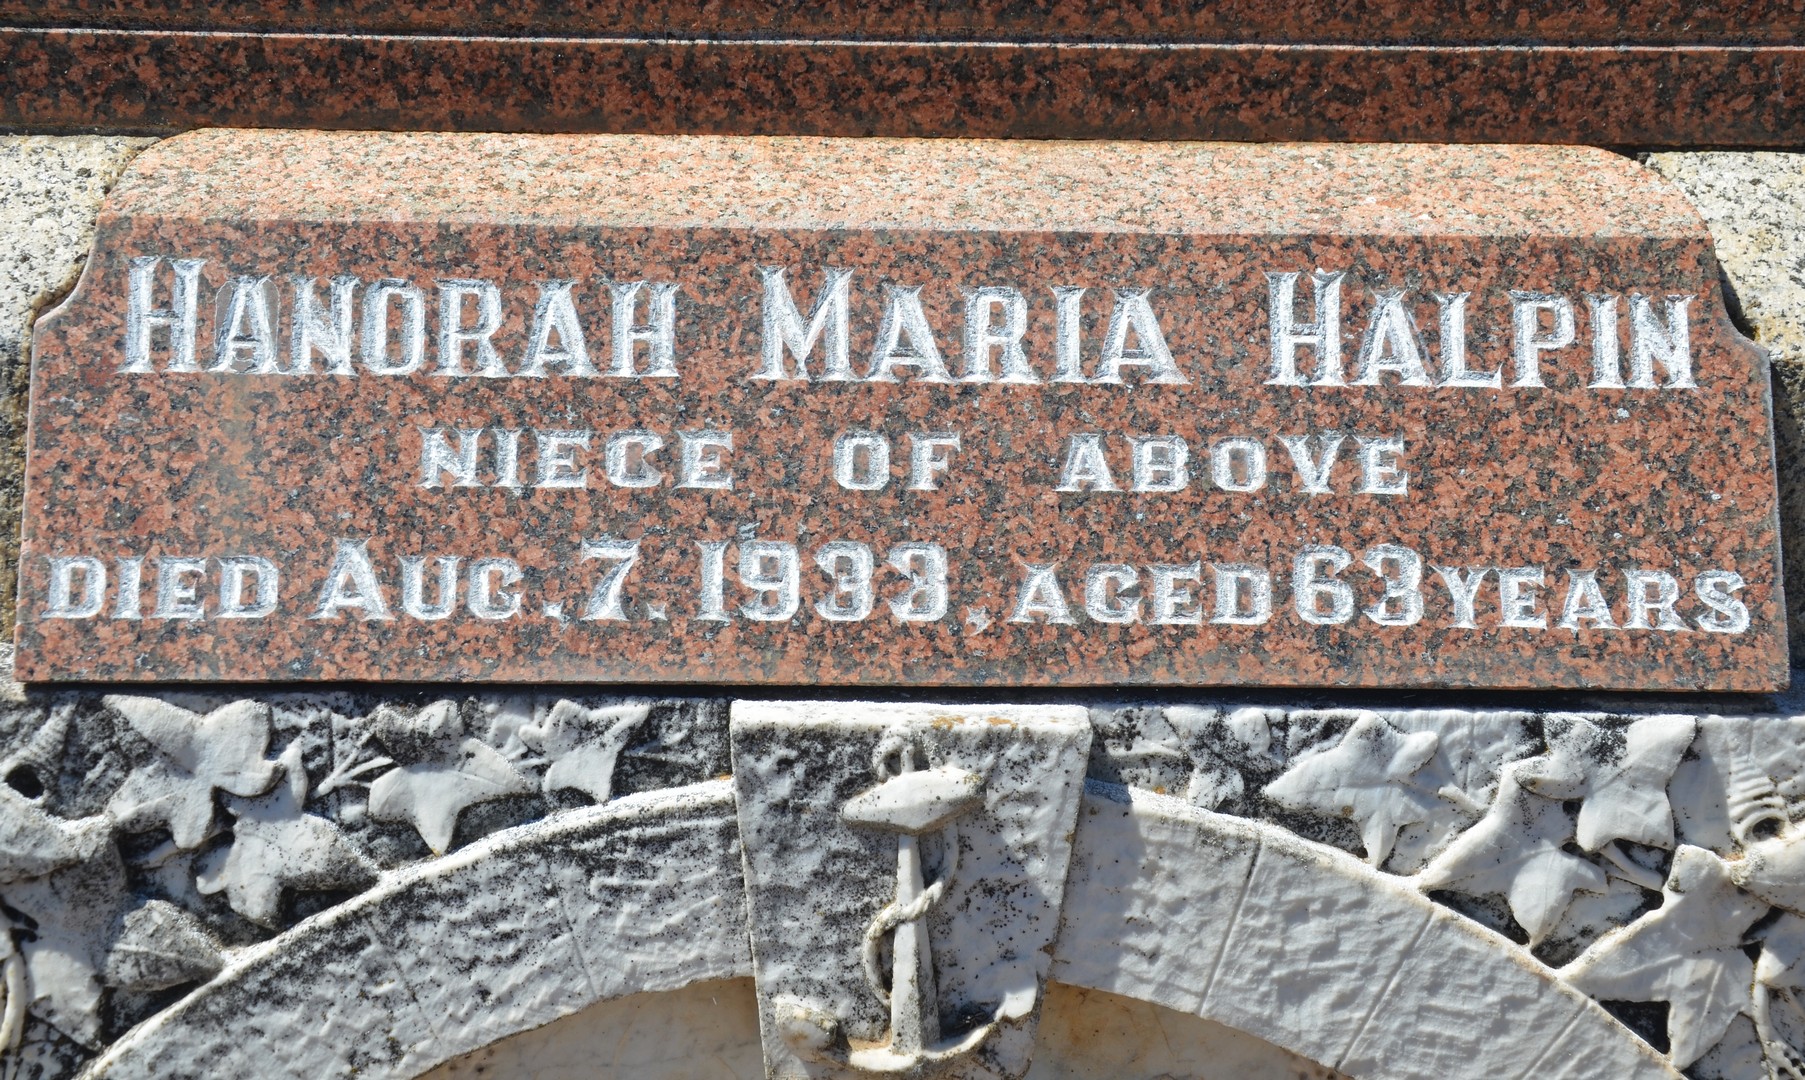 HANORAH MARIA HALPIN
NIECE OF ABOVE
DIED AUG. 7. 1933, AGED 63 YEARS